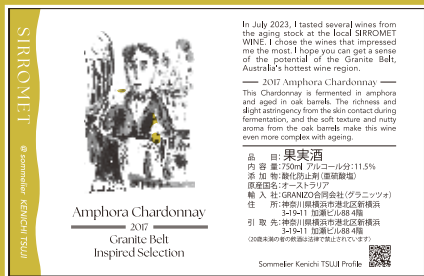 SIRROMET
@ sommelier KENICHI TSUJI
Amphora Chardonnay
2017
Granite Belt
Inspired Selection
In July 2023, I tasted several wines from
the aging stock at the local SIRROMET
WINE. I chose the wines that impressed
me the most. I hope you can get a sense
of the potential of the Granite Belt,
Australia's hottest wine region.
2017 Amphora Chardonnay
This Chardonnay is fermented in amphora
and aged in oak barrels. The richness and
slight astringency from the skin contact during
fermentation, and the soft texture and nutty
aroma from the oak barrels make this wine
even more complex with ageing.
品 目：果実酒
内 容 量：750ml アルコール分：11.5%
添 加 物：酸化防止剤（亜硫酸塩）
原産国名：オーストラリア
輸 入 社：GRANIZO合同会社（グラニッツォ）
住 所：神奈川県横浜市港北区新横浜
3-19-11 加瀬ビル88 4階
引 取 先：神奈川県横浜市港北区新横浜
3-19-11 加瀬ビル88 4階
（20歳未満の者の飲酒は法律で禁止されています）
Sommelier Kenichi TSUJI Profile